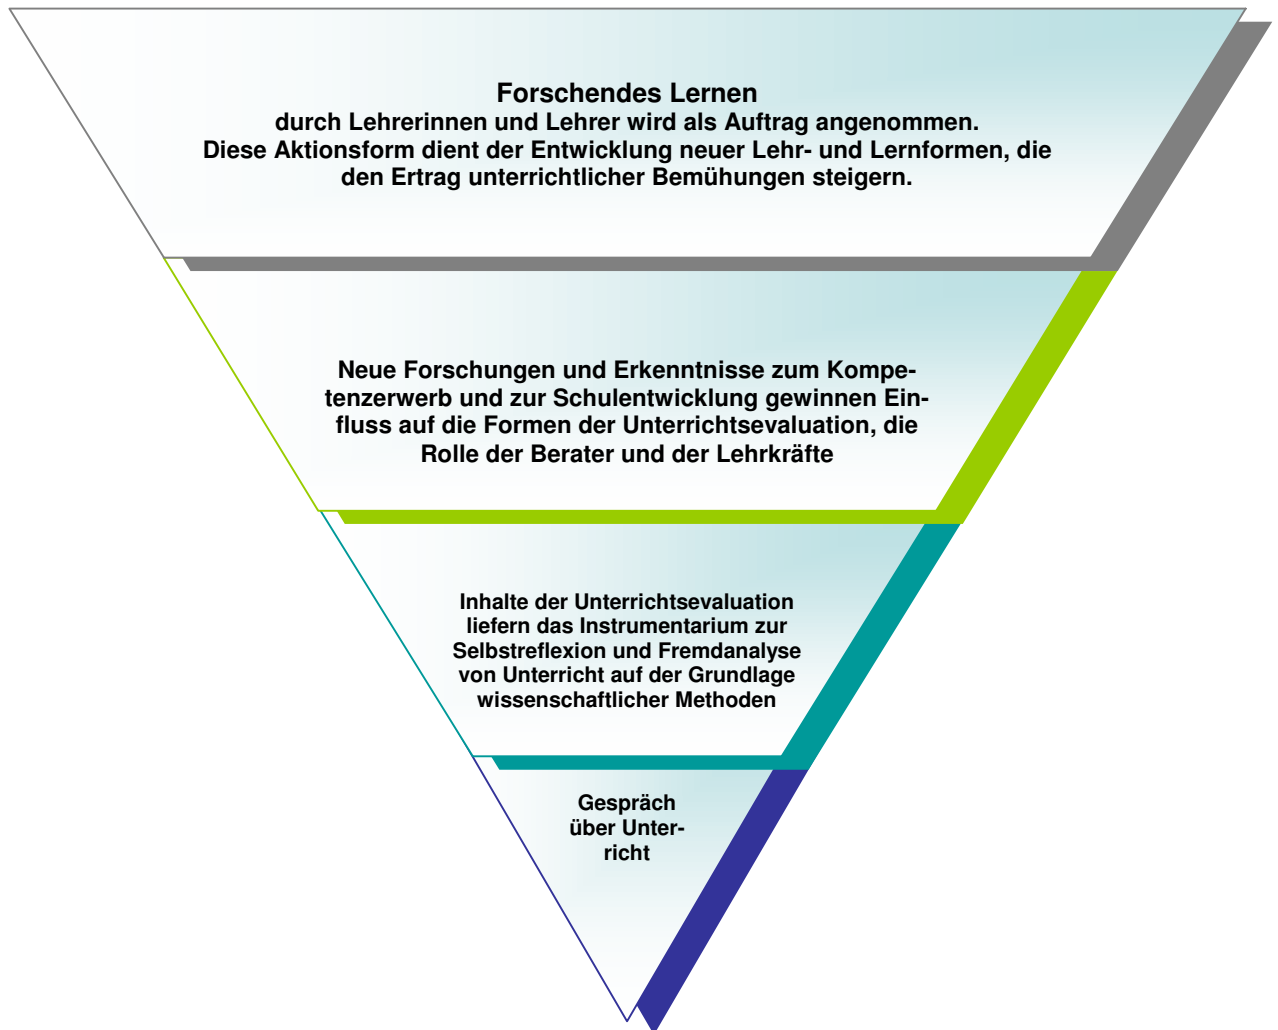 Forschendes Lernen
durch Lehrerinnen und Lehrer wird als Auftrag angenommen.
Diese Aktionsform dient der Entwicklung neuer Lehr- und Lernformen, die
den Ertrag unterrichtlicher Bemühungen steigern.
Neue Forschungen und Erkenntnisse zum Kompe-
tenzerwerb und zur Schulentwicklung gewinnen Ein-
fluss auf die Formen der Unterrichtsevaluation, die
Rolle der Berater und der Lehrkräfte
Inhalte der Unterrichtsevaluation
liefern das Instrumentarium zur
Selbstreflexion und Fremdanalyse
von Unterricht auf der Grundlage
wissenschaftlicher Methoden
Gespräch
über Unter-
richt